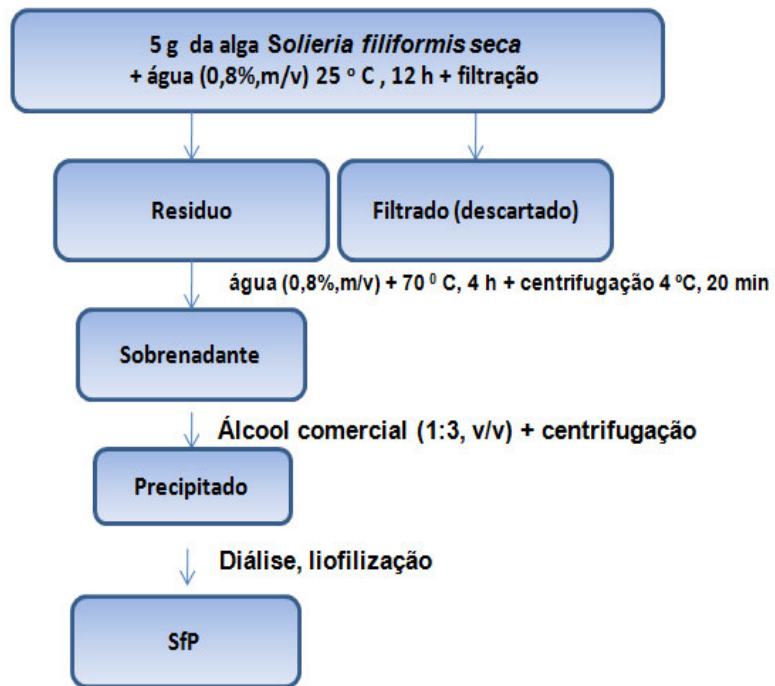 5 g da alga Solieria filiformis seca
+ água (0,8%,m/v) 25 º C , 12 h + filtração
Residuo
Filtrado (descartado)
água (0,8%,m/v) + 70 ⁰ C, 4 h + centrifugação 4 ºC, 20 min
Sobrenadante
Álcool comercial (1:3, v/v) + centrifugação
Precipitado
Diálise, liofilização
SfP